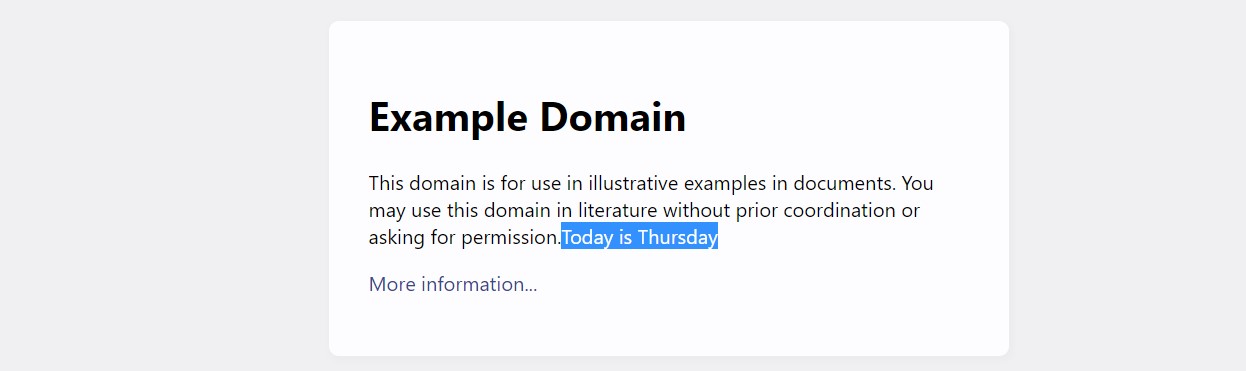 Example Domain
This domain is for use in illustrative examples in documents. You
may use this domain in literature without prior coordination or
asking for permission.Today is Thursday
More information...